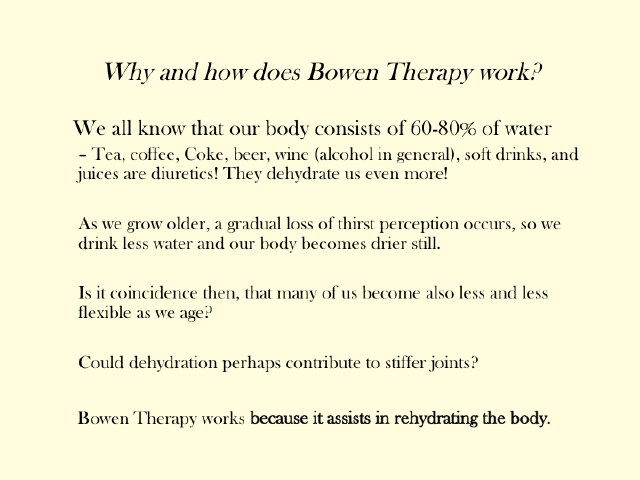 Why and how does Bowen Therapy work?
We all know that our body consists of 60-80% of water
– Tea, coffee, Coke, beer, wine (alcohol in general), soft drinks, and
juices are diuretics! They dehydrate us even more!
As we grow older, a gradual loss of thirst perception occurs, so we
drink less water and our body becomes drier still.
Is it coincidence then, that many of us become also less and less
flexible as we age?
Could dehydration perhaps contribute to stiffer joints?
Bowen Therapy works because it assists in rehydrating the body.